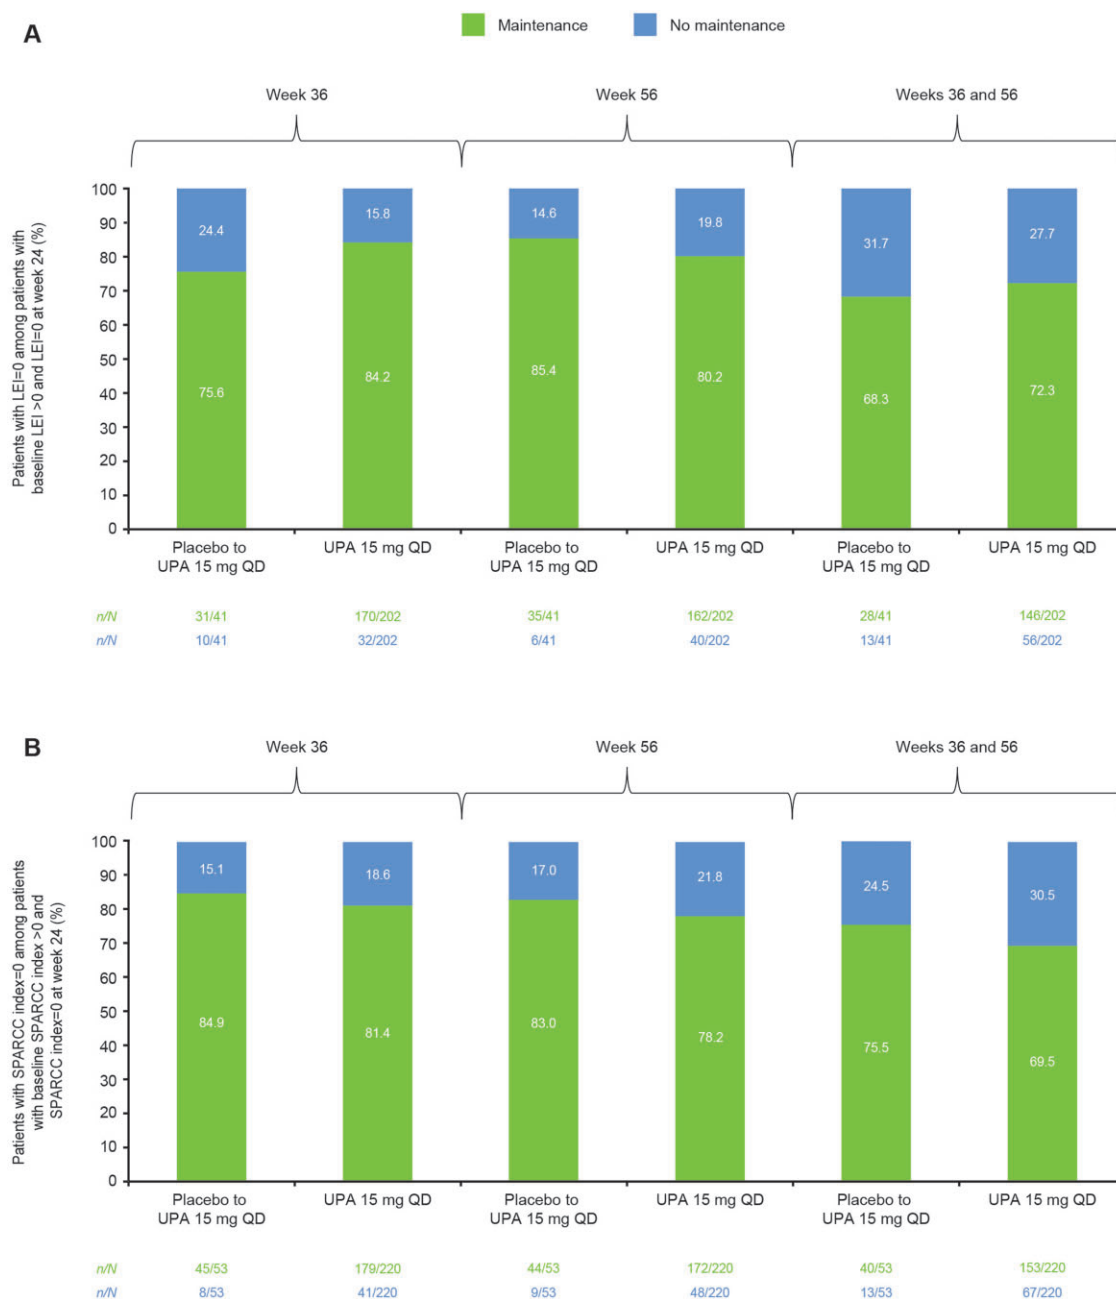 A
Maintenance No maintenance
Week 36 Week 56 Weeks 36 and 56
Patients with LEI=0 among patients with
baseline LEI >0 and LEI=0 at week 24 (%)
100
90
80
70
60
50
40
30
20
10
0
24.4 15.8 14.6 19.8 31.7 27.7
75.6 84.2 85.4 80.2 68.3 72.3
Placebo to UPA 15 mg QD Placebo to UPA 15 mg QD Placebo to UPA 15 mg QD
UPA 15 mg QD UPA 15 mg QD UPA 15 mg QD
n/N 31/41 170/202 35/41 162/202 28/41 146/202
n/N 10/41 32/202 6/41 40/202 13/41 56/202
B
Week 36 Week 56 Weeks 36 and 56
Patients with SPARCC index=0 among patients
with baseline SPARCC index >0 and
SPARCC index=0 at week 24 (%)
100
90
80
70
60
50
40
30
20
10
0
15.1 18.6 17.0 21.8 24.5 30.5
84.9 81.4 83.0 78.2 75.5 69.5
Placebo to UPA 15 mg QD Placebo to UPA 15 mg QD Placebo to UPA 15 mg QD
UPA 15 mg QD UPA 15 mg QD UPA 15 mg QD
n/N 45/53 179/220 44/53 172/220 40/53 153/220
n/N 8/53 41/220 9/53 48/220 13/53 67/220